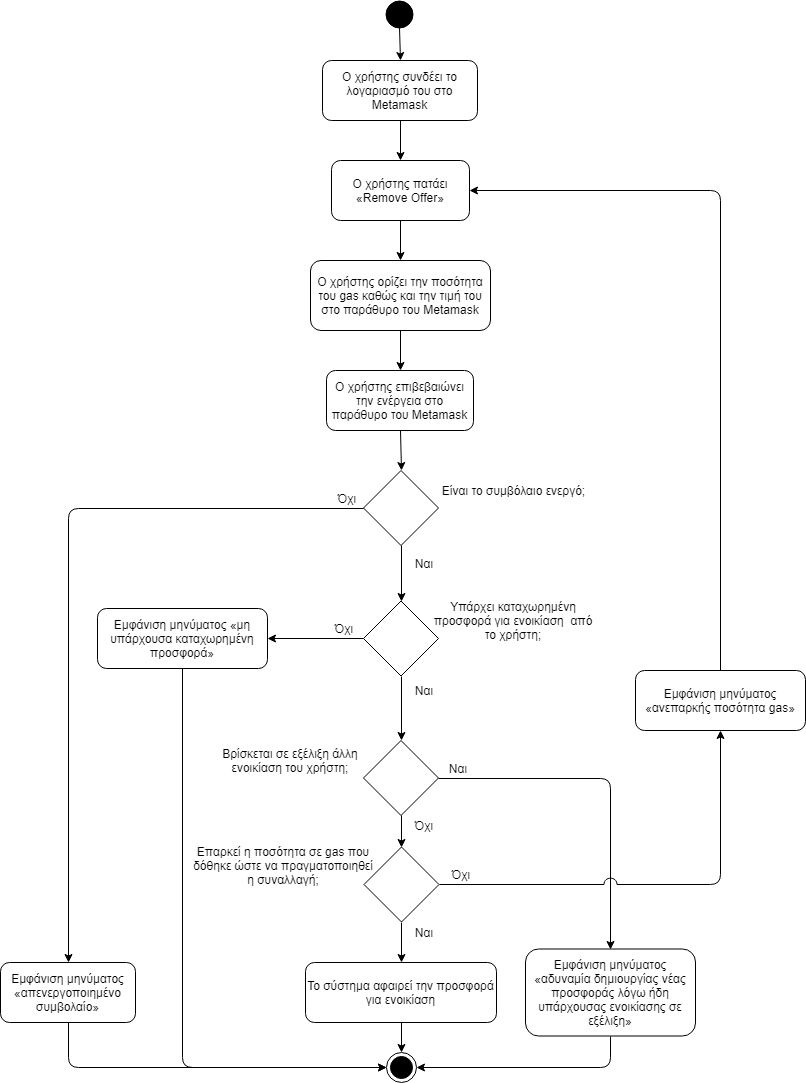 Ο χρήστης συνδέει το
λογαριασμό του στο
Metamask
Ο χρήστης πατάει
«Remove Offer»
Ο χρήστης ορίζει την ποσότητα
του gas καθώς και την τιμή του
στο παράθυρο του Metamask
Ο χρήστης επιβεβαιώνει
την ενέργεια στο
παράθυρο του Metamask
Είναι το συμβόλαιο ενεργό;
Όχι
Ναι
Υπάρχει καταχωρημένη
προσφορά για ενοικίαση από
το χρήστη;
Όχι
Εμφάνιση μηνύματος «μη
υπάρχουσα καταχωρημένη
προσφορά»
Ναι
Εμφάνιση μηνύματος
«ανεπαρκής ποσότητα gas»
Βρίσκεται σε εξέλιξη άλλη
ενοικίαση του χρήστη;
Ναι
Όχι
Επαρκεί η ποσότητα σε gas που
δόθηκε ώστε να πραγματοποιηθεί
η συναλλαγή;
Όχι
Ναι
Εμφάνιση μηνύματος
«απενεργοποιημένο
συμβολαίο»
Το σύστημα αφαιρεί την προσφορά
για ενοικίαση
Εμφάνιση μηνύματος
«αδυναμία δημιουργίας νέας
προσφοράς λόγω ήδη
υπάρχουσας ενοικίασης σε
εξέλιξη»